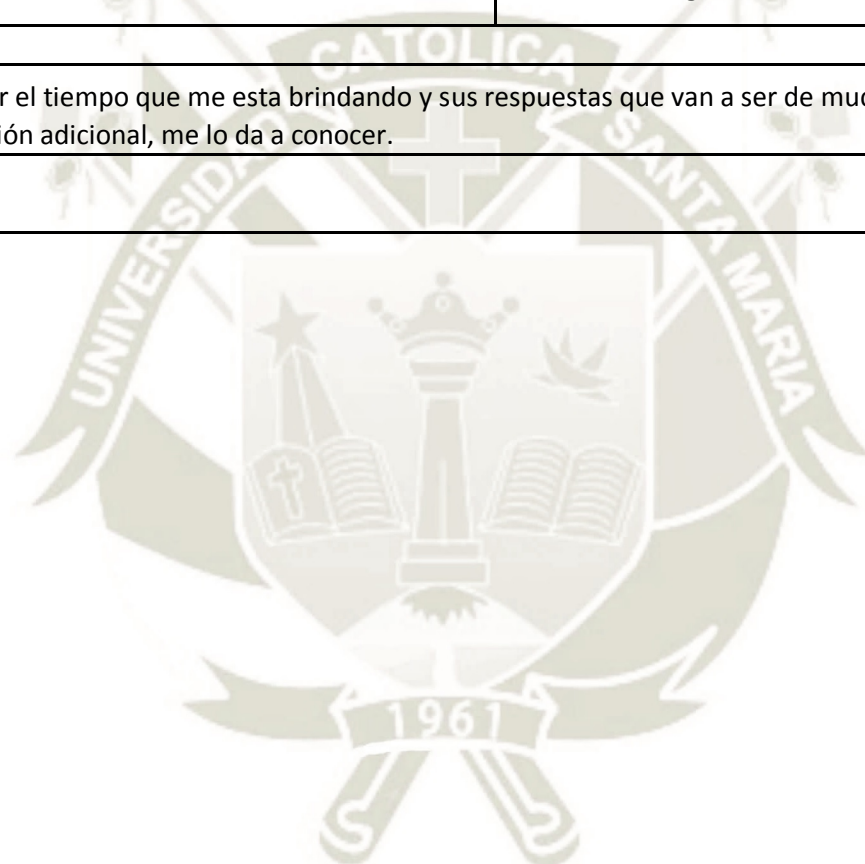 CATOLICA
r el tiempo que me esta brindando y sus respuestas que van a ser de
ión adicional, me lo da a conocer.
UNIVERSIDAD
SANTA MARIA
1961